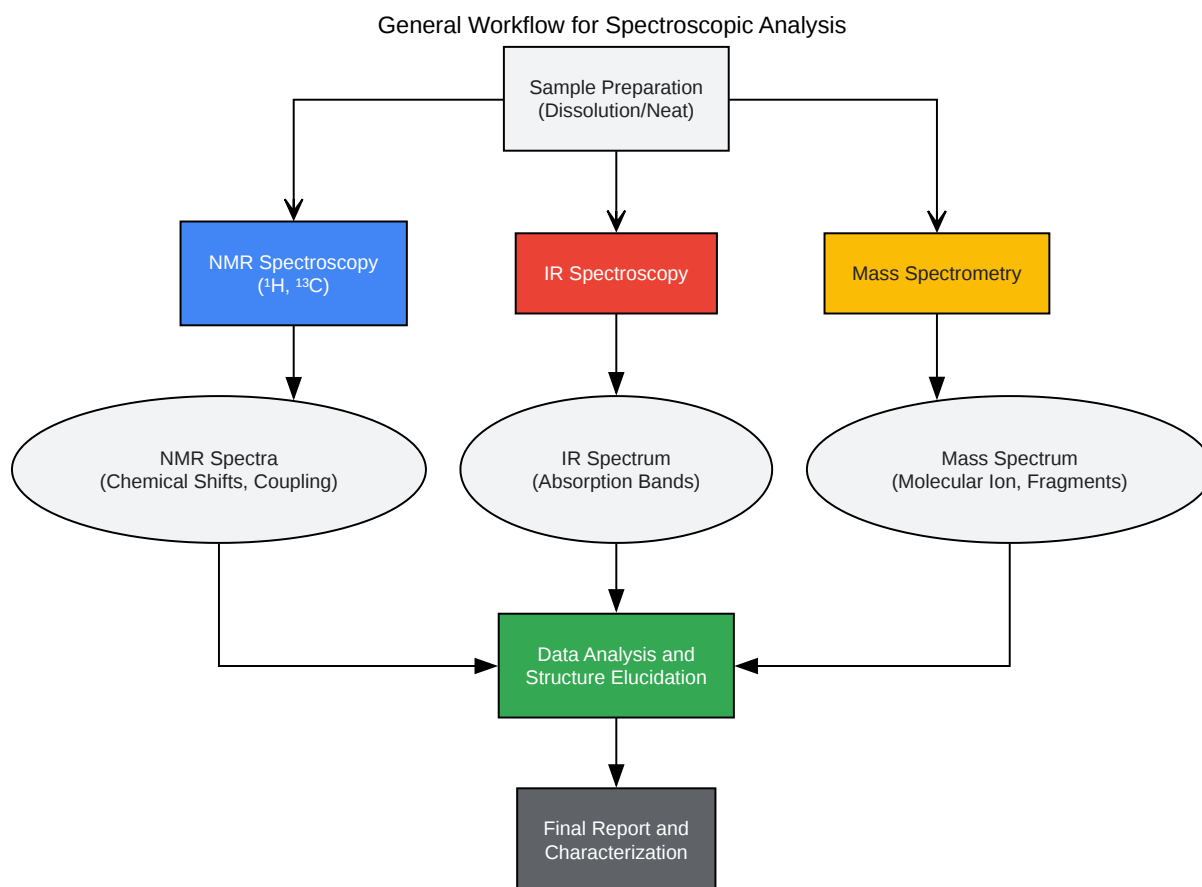 General Workflow for Spectroscopic Analysis
Sample Preparation
(Dissolution/Neat)
NMR Spectroscopy
(¹H, ¹³C)
IR Spectroscopy
Mass Spectrometry
NMR Spectra
(Chemical Shifts, Coupling)
IR Spectrum
(Absorption Bands)
Mass Spectrum
(Molecular Ion, Fragments)
Data Analysis and
Structure Elucidation
Final Report and
Characterization